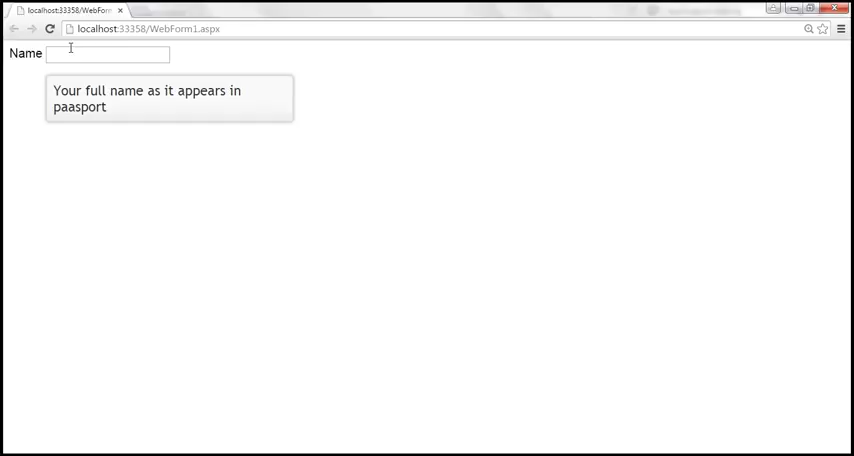 localhost:33358/WebForm
localhost:33358/WebForm1.aspx
Name
Your full name as it appears in
paasport